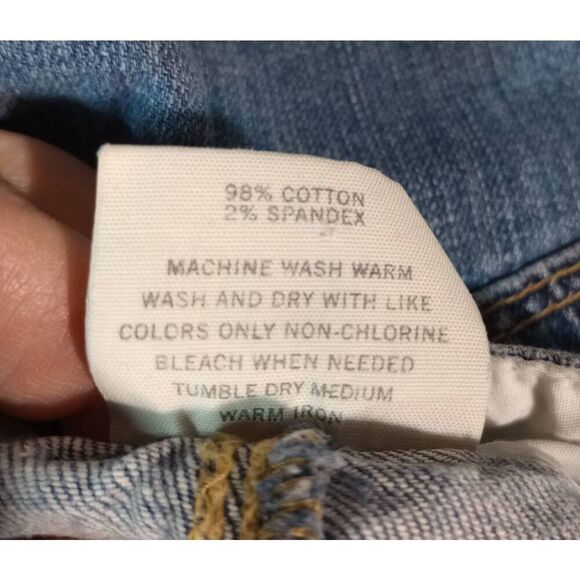 98% COTTON
2% SPANDEX
MACHINE WASH WARM
WASH AND DRY WITH LIKE
COLORS ONLY NON-CHLORINE
BLEACH WHEN NEEDED
TUMBLE DRY MEDIUM
WARM IRON